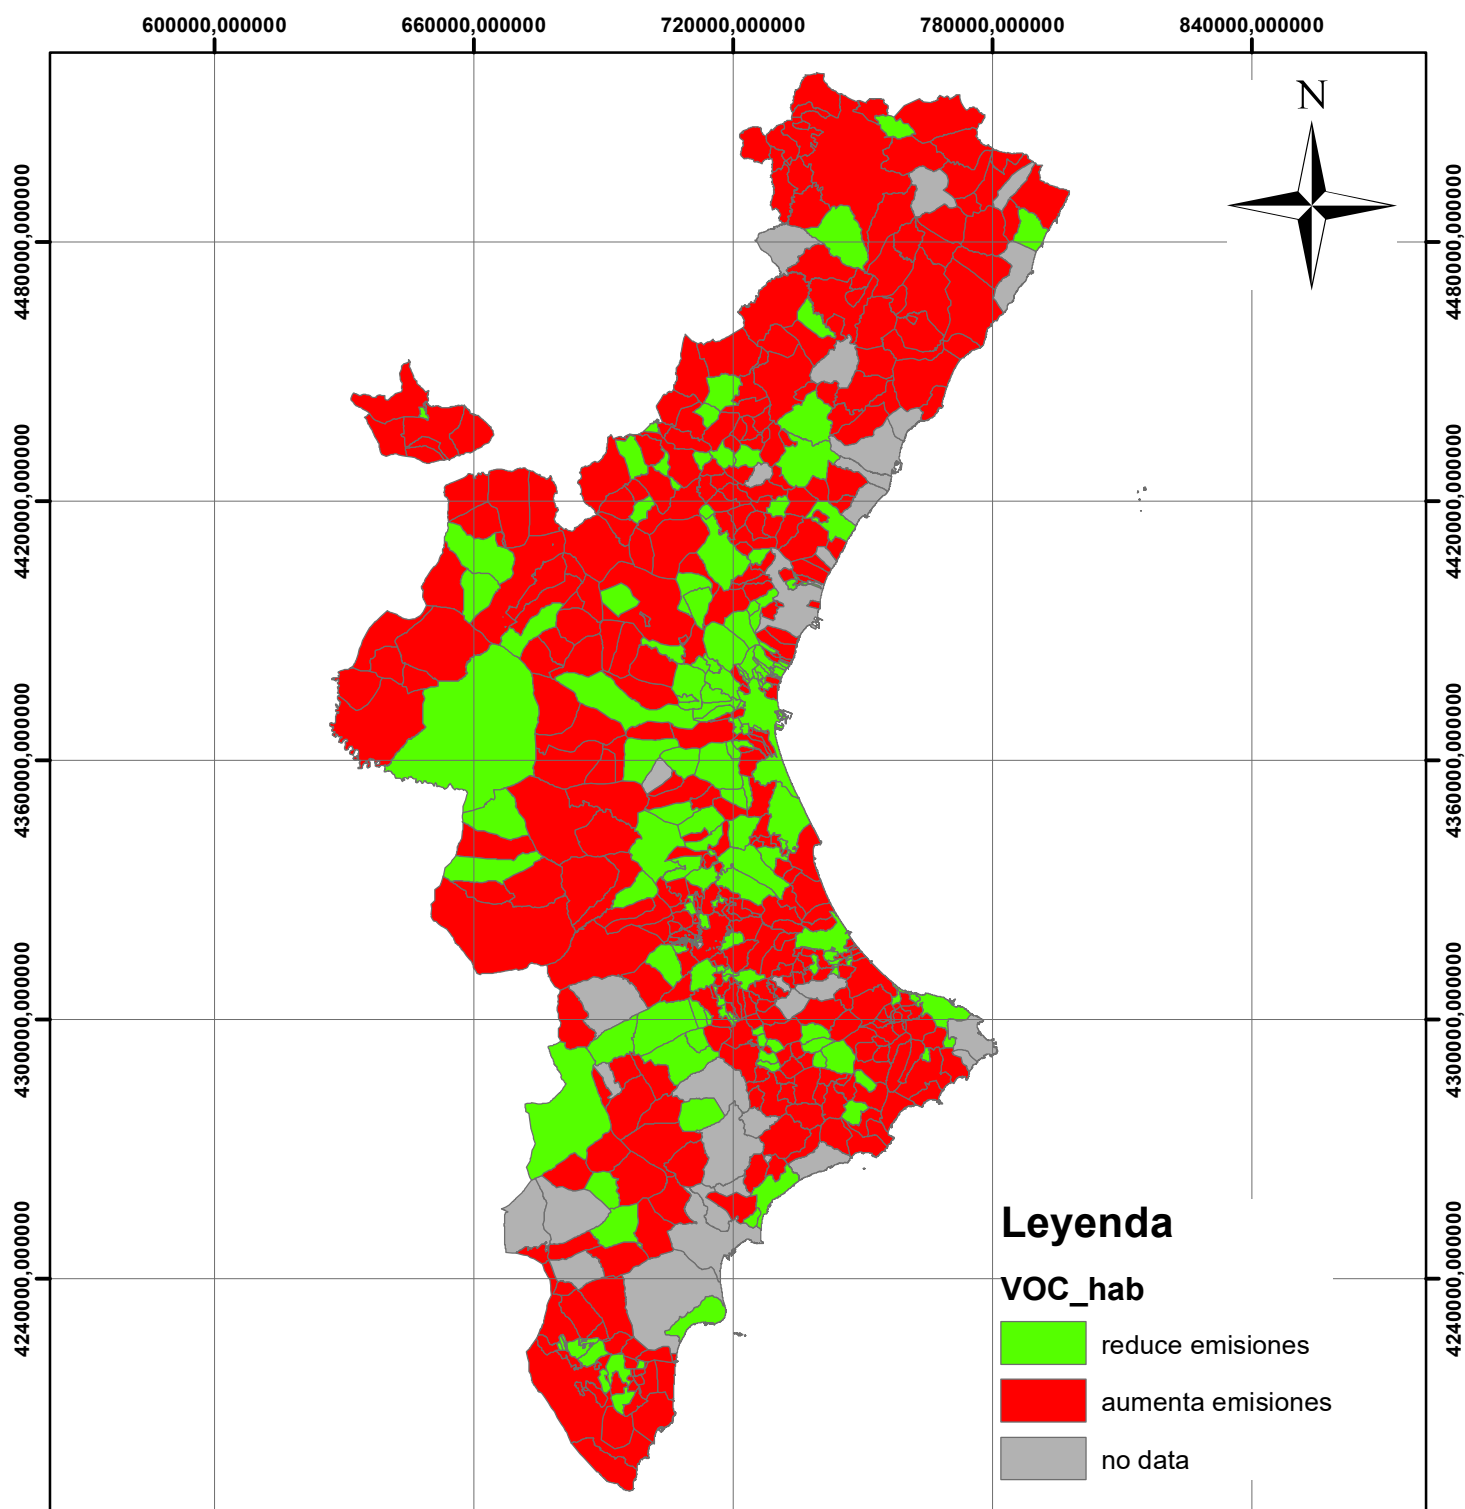 600000,000000 660000,000000 720000,000000 780000,000000 840000,000000
N
4480000,000000 4480000,000000
4420000,000000 4420000,000000
4360000,000000 4360000,000000
4300000,000000 4300000,000000
4240000,000000 4240000,000000
Leyenda
VOC_hab
reduce emisiones
aumenta emisiones
no data